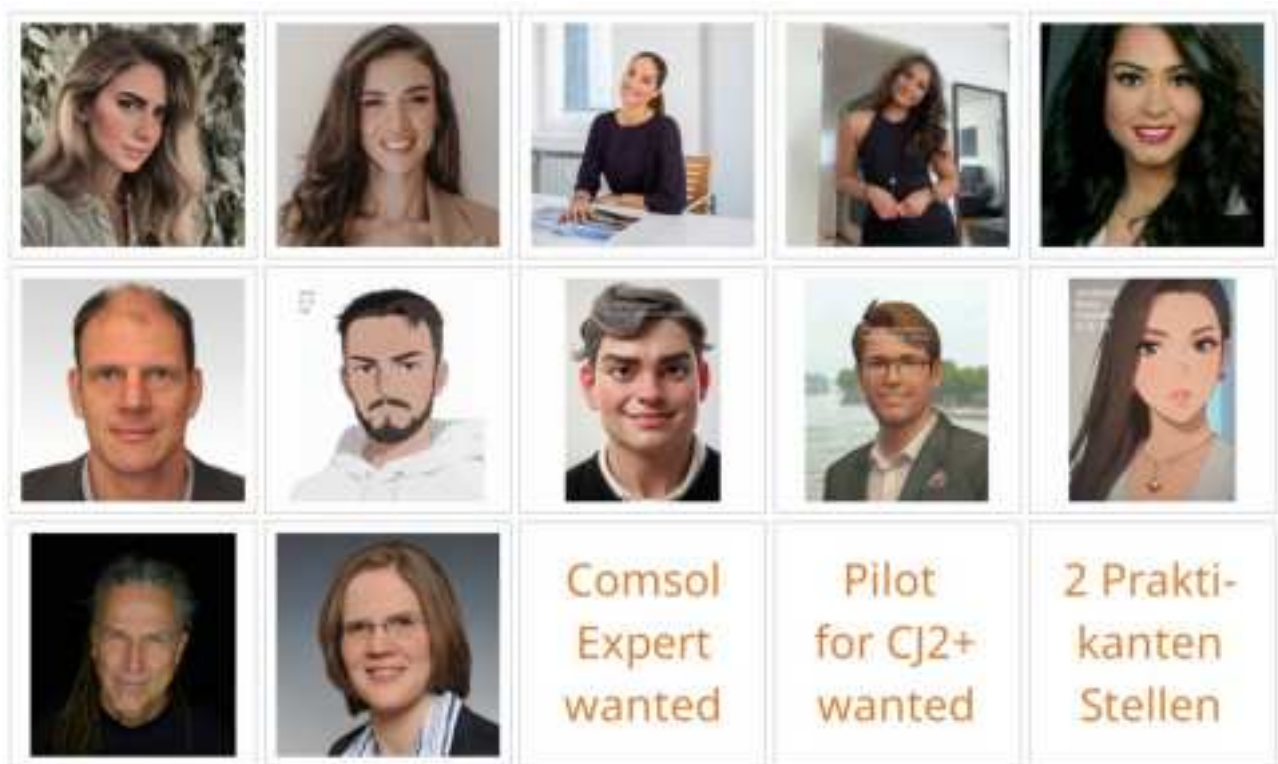 Comsol
Expert
wanted
Pilot
for CJ2+
wanted
2 Prakti-
kanten
Stellen